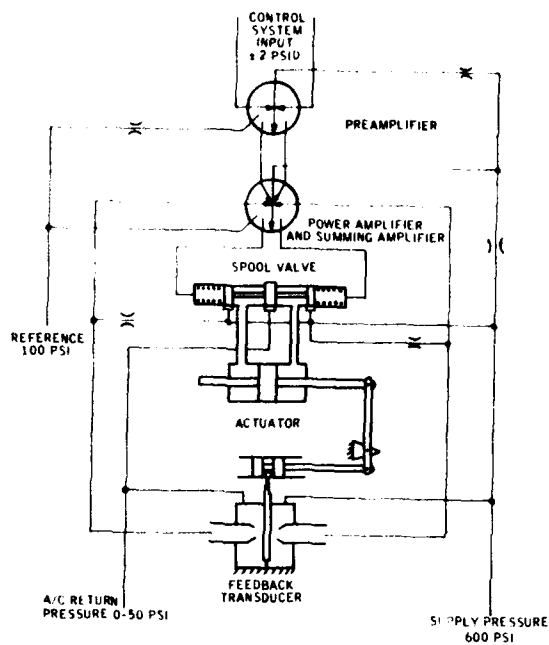 CONTROL
SYSTEM
INPUT
± 2 PSID
PREAMPLIFIER
POWER AMPLIFIER
AND SUMMING AMPLIFIER
SPOOL VALVE
REFERENCE
100 PSI
ACTUATOR
FEEDBACK
TRANSDUCER
A/C RETURN
PRESSURE 0-50 PSI
SUPPLY PRESSURE
600 PSI